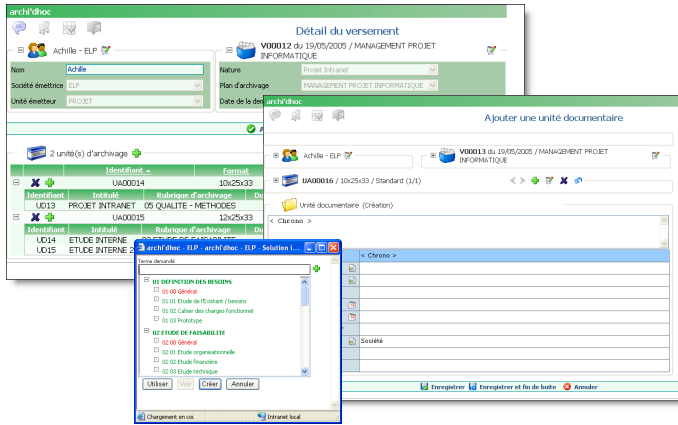 archi'dhoc
Détail du versement
Achille - ELP
V00012 du 19/05/2005 / MANAGEMENT PROJET
INFORMATIQUE
Nom
Achille
Société émettrice
ELP
Unité émetteur
PROJET
Nature
Projet Intranet
Plan d'archivage
MANAGEMENT PROJET INFORMATIQUE
Date de la
2 unité(s) d'archivage
Identifiant
Format
UA00014
10x25x33
Identifiant Intitulé Rubrique d'archivage
UD13 PROJET INTRANET 05 QUALITE - METHODES
UA00015
12x25x33
Identifiant Intitulé Rubrique d'archivage
UD14 ETUDE INTERNE
UD15 ETUDE INTERNE 2
archi'dhoc
Ajouter une unité documentaire
Achille - ELP
V00013 du 19/05/2005 / MANAGEMENT PROJET
INFORMATIQUE
UA00016 / 10x25x33 / Standard (1/1)
Unité documentaire (Création)
< Chrono >
< Chrono >
Société
Enregistrer Enregistrer et fin de boite Annuler
archi'dhoc - ELP - archi'dhoc - ELP - Solution i...
Terme demandé
01 DEFINITION DES BESOINS
01 00 Général
01 01 Etude de l'Existant / besoins
01 02 Cahier des charges fonctionnel
01 03 Prototype
02 ETUDE DE FAISABILITE
02 00 Général
02 01 Etude organisationnelle
02 02 Etude financière
02 03 Etude technique
Utiliser Voir Créer Annuler
Chargement en cou
Intranet local